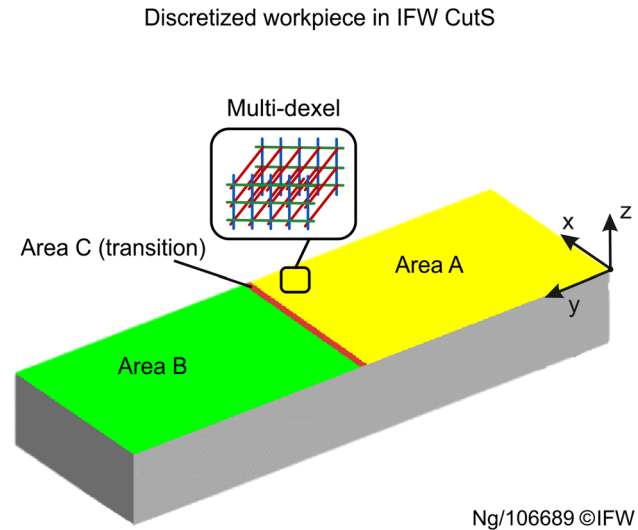 Discretized workpiece in IFW CutS
Multi-dexel
Area C (transition)
Area A
x
z
y
Area B
Ng/106689 ©IFW